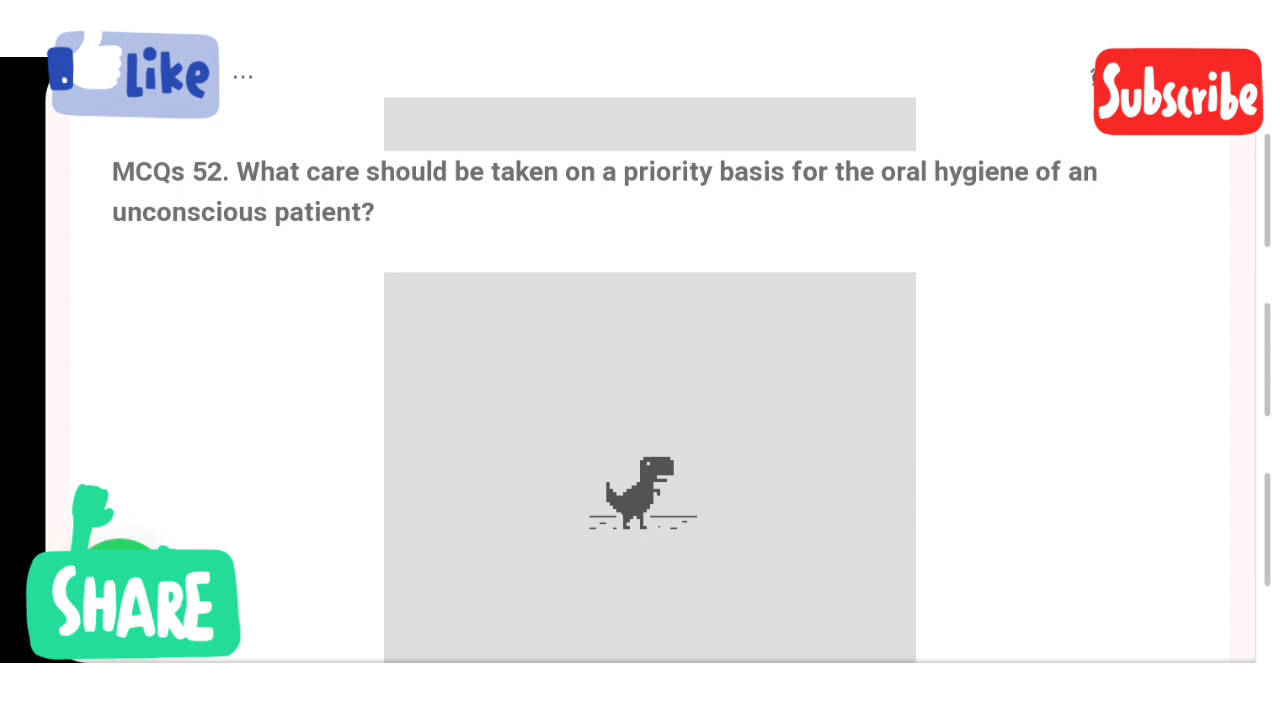 Like
...
Subscribe
MCQs 52. What care should be taken on a priority basis for the oral hygiene of an
unconscious patient?
SHARE